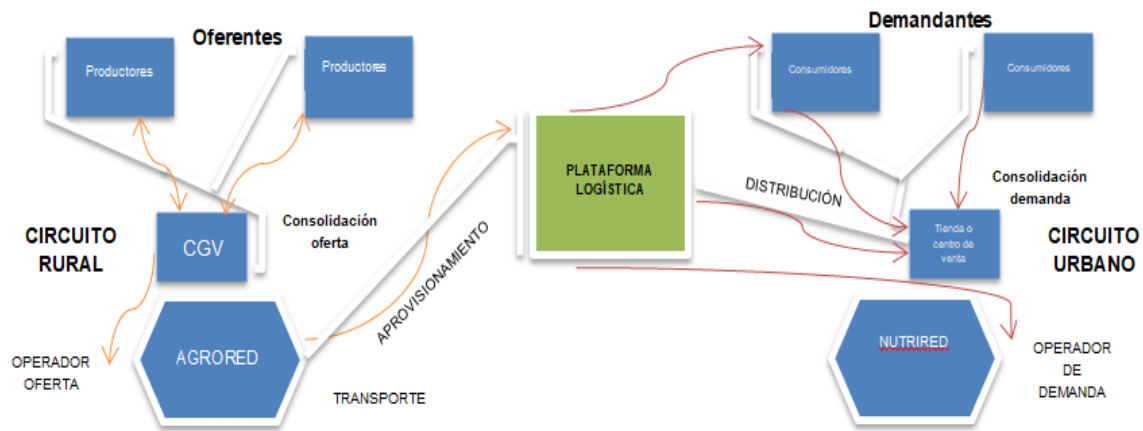 Oferentes
Demandantes
Productores
Productores
Consumidores
Consumidores
PLATAFORMA
LOGÍSTICA
DISTRIBUCIÓN
Consolidación
demanda
CIRCUITO
RURAL
CGV
Consolidación
oferta
APROVISIONAMIENTO
Tienda o
centro de
venta
CIRCUITO
URBANO
OPERADOR
OFERTA
AGRORED
TRANSPORTE
NUTRIRED
OPERADOR
DE
DEMANDA